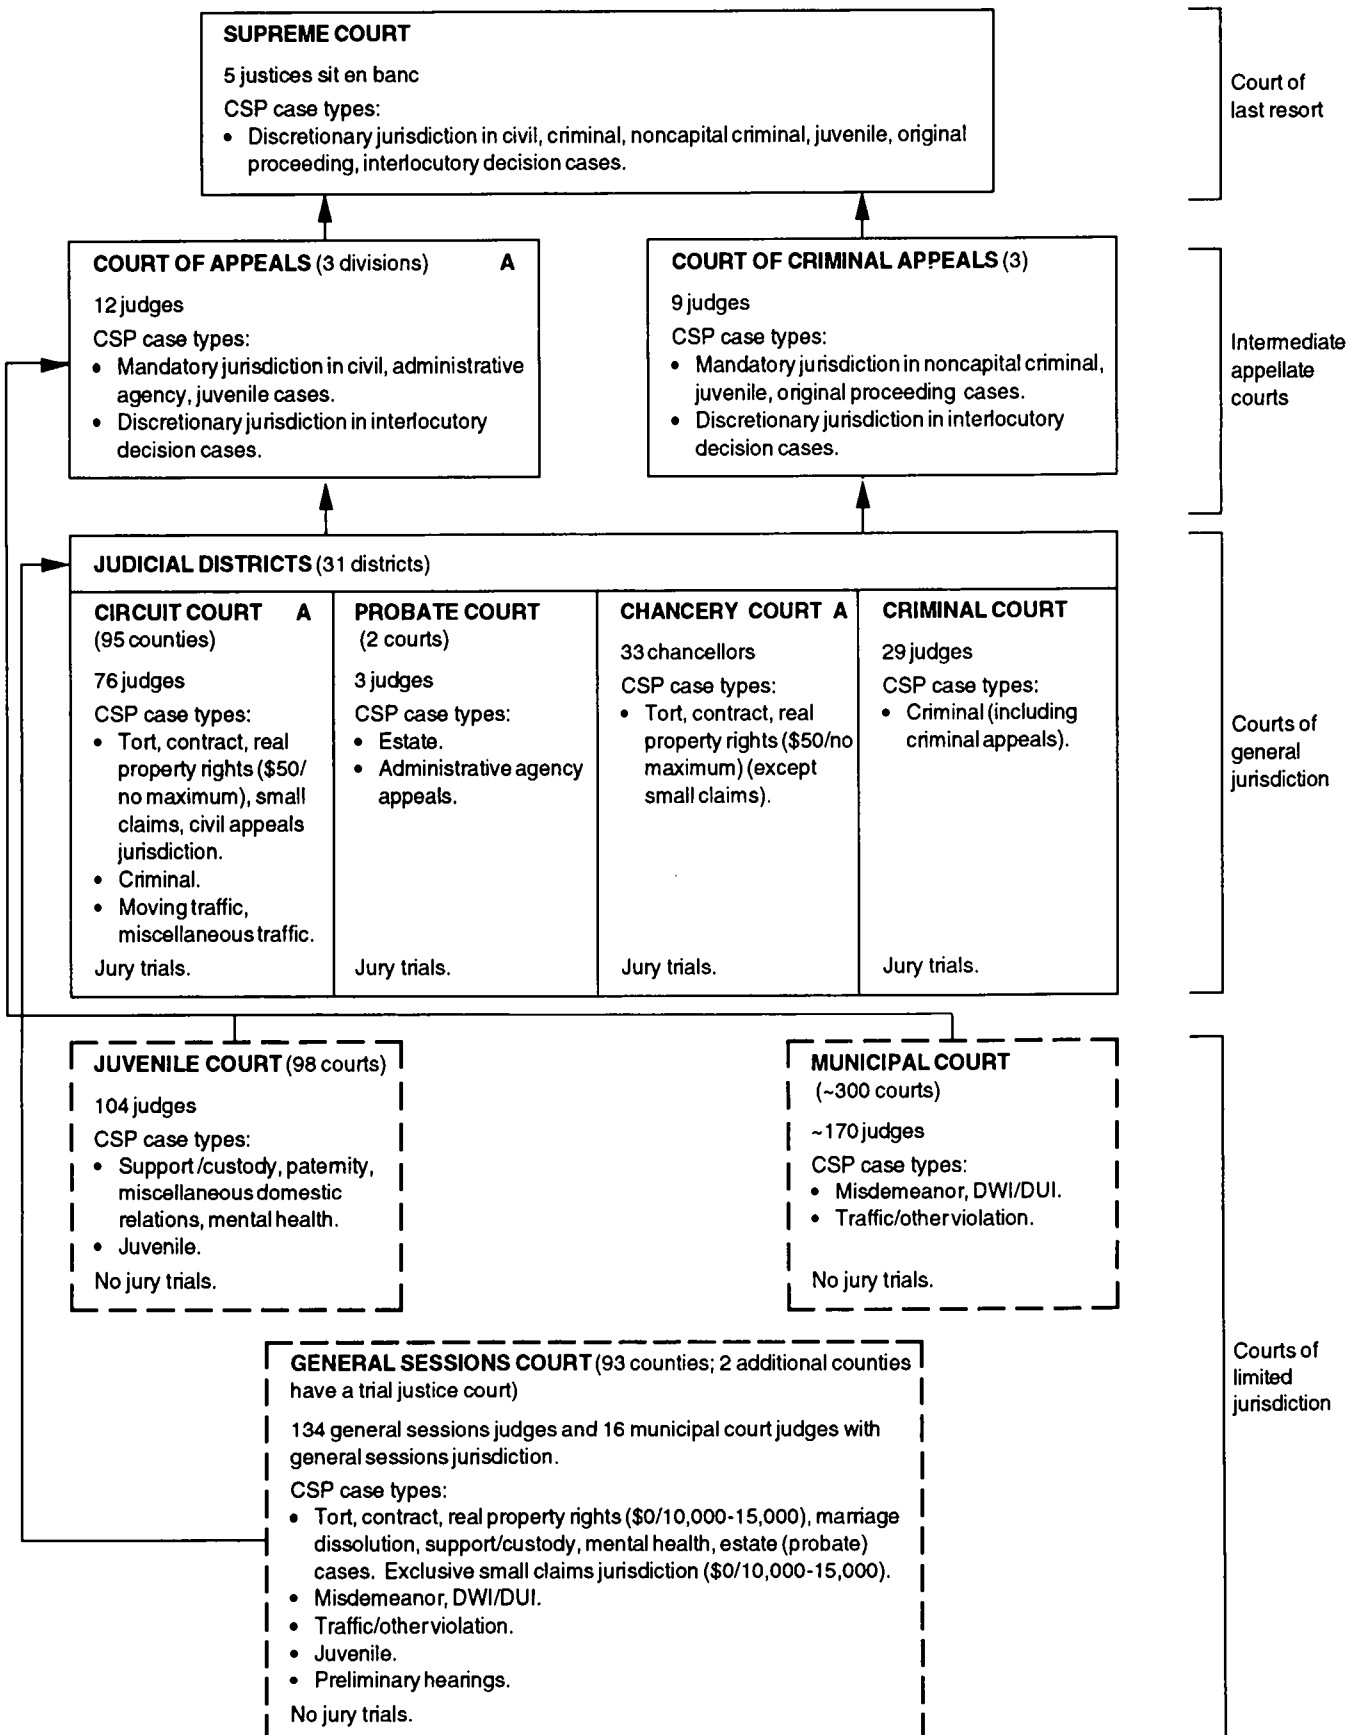 SUPREME COURT
5 justices sit en banc
CSP case types:
• Discretionary jurisdiction in civil, criminal, noncapital criminal, juvenile, original
proceeding, interlocutory decision cases.
Court of
last resort
COURT OF APPEALS (3 divisions) A
12 judges
CSP case types:
• Mandatory jurisdiction in civil, administrative
agency, juvenile cases.
• Discretionary jurisdiction in interlocutory
decision cases.
COURT OF CRIMINAL APPEALS (3)
9 judges
CSP case types:
• Mandatory jurisdiction in noncapital criminal,
juvenile, original proceeding cases.
• Discretionary jurisdiction in interlocutory
decision cases.
Intermediate
appellate
courts
JUDICIAL DISTRICTS (31 districts)
CIRCUIT COURT A
(95 counties)
76 judges
CSP case types:
• Tort, contract, real
property rights ($50/
no maximum), small
claims, civil appeals
jurisdiction.
• Criminal.
• Moving traffic,
miscellaneous traffic.
Jury trials.
PROBATE COURT
(2 courts)
3 judges
CSP case types:
• Estate.
• Administrative agency
appeals.
Jury trials.
CHANCERY COURT A
33 chancellors
CSP case types:
• Tort, contract, real
property rights ($50/no
maximum) (except
small claims).
Jury trials.
CRIMINAL COURT
29 judges
CSP case types:
• Criminal (including
criminal appeals).
Jury trials.
Courts of
general
jurisdiction
JUVENILE COURT (98 courts)
104 judges
CSP case types:
• Support/custody, paternity,
miscellaneous domestic
relations, mental health.
• Juvenile.
No jury trials.
MUNICIPAL COURT
(~300 courts)
~170 judges
CSP case types:
• Misdemeanor, DWI/DUI.
• Traffic/other violation.
No jury trials.
GENERAL SESSIONS COURT (93 counties; 2 additional counties
have a trial justice court)
134 general sessions judges and 16 municipal court judges with
general sessions jurisdiction.
CSP case types:
• Tort, contract, real property rights ($0/10,000-15,000), marriage
dissolution, support/custody, mental health, estate (probate)
cases. Exclusive small claims jurisdiction ($0/10,000-15,000).
• Misdemeanor, DWI/DUI.
• Traffic/other violation.
• Juvenile.
• Preliminary hearings.
No jury trials.
Courts of
limited
jurisdiction